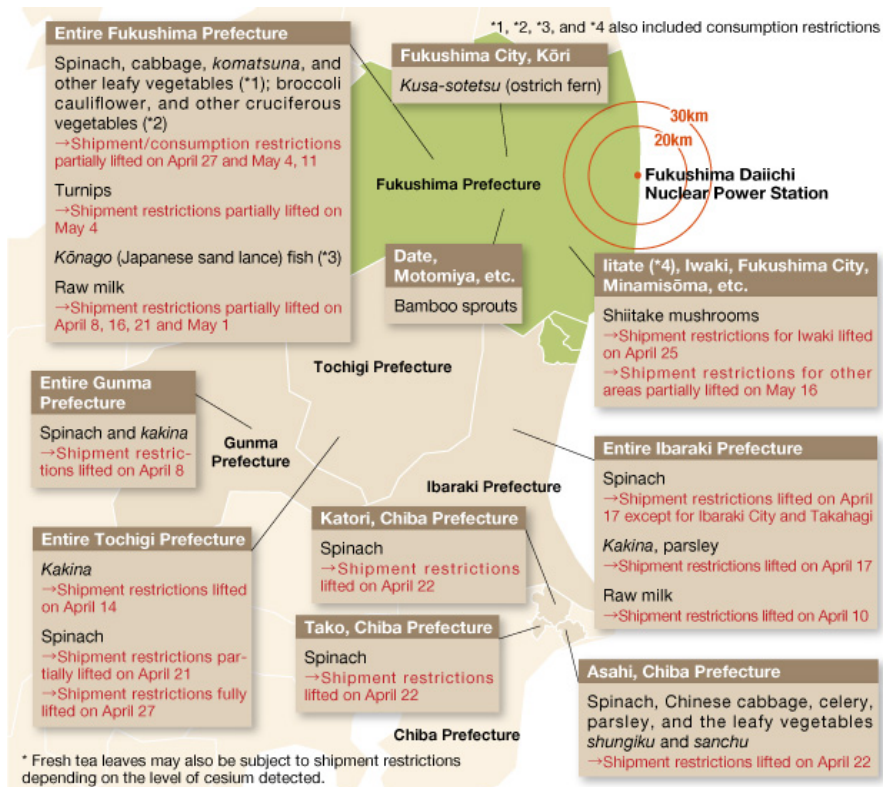 *1, *2, *3, and *4 also included consumption restrictions
Entire Fukushima Prefecture
Spinach, cabbage, komatsuna, and
other leafy vegetables (*1); broccoli
cauliflower, and other cruciferous
vegetables (*2)
→Shipment/consumption restrictions
partially lifted on April 27 and May 4, 11
Turnips
→Shipment restrictions partially lifted on
May 4
Kōnago (Japanese sand lance) fish (*3)
Raw milk
→Shipment restrictions partially lifted on
April 8, 16, 21 and May 1
Fukushima City, Kōri
Kusa-sotetsu (ostrich fern)
30km
20km
Fukushima Daiichi
Nuclear Power Station
Fukushima Prefecture
Date,
Motomiya, etc.
Bamboo sprouts
Iitate (*4), Iwaki, Fukushima City,
Minamisōma, etc.
Shiitake mushrooms
→Shipment restrictions for Iwaki lifted
on April 25
→Shipment restrictions for other
areas partially lifted on May 16
Tochigi Prefecture
Entire Gunma
Prefecture
Spinach and kakina
→Shipment restric-
tions lifted on April 8
Gunma
Prefecture
Ibaraki Prefecture
Entire Ibaraki Prefecture
Spinach
→Shipment restrictions lifted on April
17 except for Ibaraki City and Takahagi
Kakina, parsley
→Shipment restrictions lifted on April 17
Raw milk
→Shipment restrictions lifted on April 10
Entire Tochigi Prefecture
Kakina
→Shipment restrictions lifted
on April 14
Spinach
→Shipment restrictions par-
tially lifted on April 21
→Shipment restrictions fully
lifted on April 27
Katori, Chiba Prefecture
Spinach
→Shipment restrictions
lifted on April 22
Tako, Chiba Prefecture
Spinach
→Shipment restrictions
lifted on April 22
Asahi, Chiba Prefecture
Spinach, Chinese cabbage, celery,
parsley, and the leafy vegetables
shungiku and sanchu
→Shipment restrictions lifted on April 22
Chiba Prefecture
* Fresh tea leaves may also be subject to shipment restrictions
depending on the level of cesium detected.